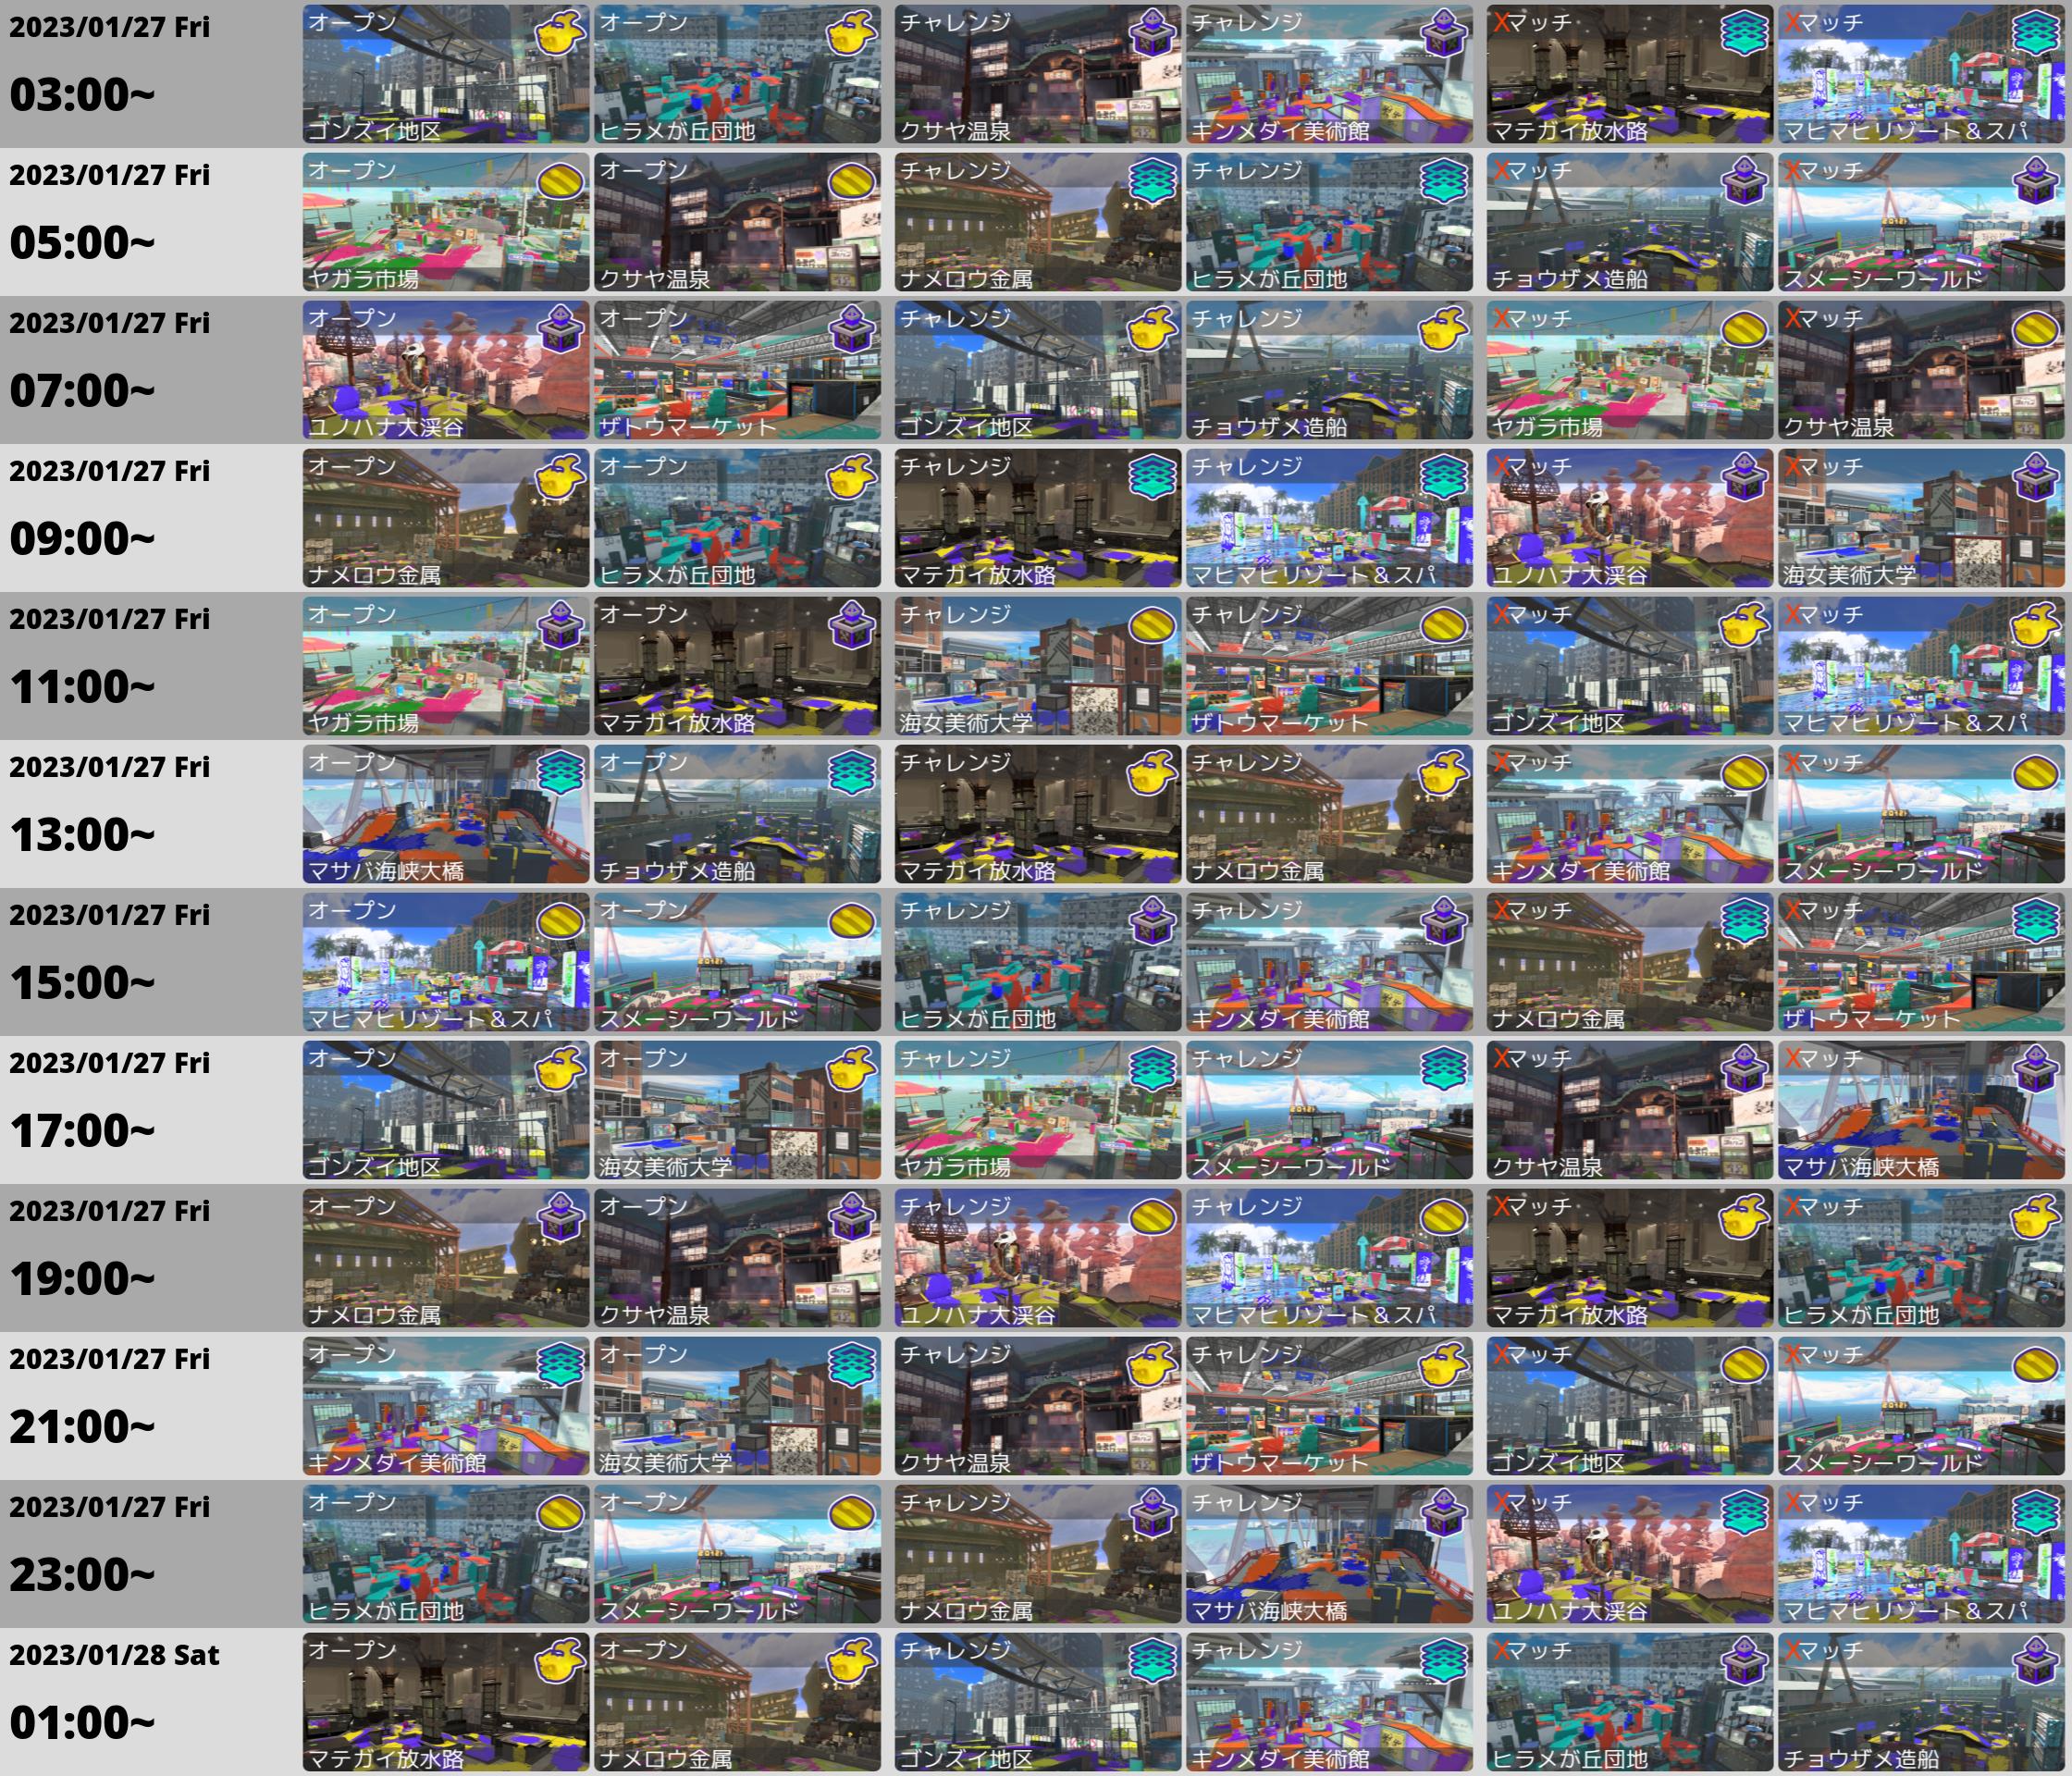 2023/01/27 Fri
03:00~
オープン オープン チャレンジ チャレンジ Xマッチ Xマッチ
ゴンズイ地区 ヒラメが丘団地 クサヤ温泉 キンメダイ美術館 マテガイ放水路 マヒマヒリゾート＆スパ
2023/01/27 Fri
05:00~
オープン オープン チャレンジ チャレンジ Xマッチ Xマッチ
ヤガラ市場 クサヤ温泉 ナメロウ金属 ヒラメが丘団地 チョウザメ造船 スメーシーワールド
2023/01/27 Fri
07:00~
オープン オープン チャレンジ チャレンジ Xマッチ Xマッチ
ユノハナ大渓谷 ザトウマーケット ゴンズイ地区 チョウザメ造船 ヤガラ市場 クサヤ温泉
2023/01/27 Fri
09:00~
オープン オープン チャレンジ チャレンジ Xマッチ Xマッチ
ナメロウ金属 ヒラメが丘団地 マテガイ放水路 マヒマヒリゾート＆スパ ユノハナ大渓谷 海女美術大学
2023/01/27 Fri
11:00~
オープン オープン チャレンジ チャレンジ Xマッチ Xマッチ
ヤガラ市場 マテガイ放水路 海女美術大学 ザトウマーケット ゴンズイ地区 マヒマヒリゾート＆スパ
2023/01/27 Fri
13:00~
オープン オープン チャレンジ チャレンジ Xマッチ Xマッチ
マサバ海峡大橋 チョウザメ造船 マテガイ放水路 ナメロウ金属 キンメダイ美術館 スメーシーワールド
2023/01/27 Fri
15:00~
オープン オープン チャレンジ チャレンジ Xマッチ Xマッチ
マヒマヒリゾート＆スパ スメーシーワールド ヒラメが丘団地 キンメダイ美術館 ナメロウ金属 ザトウマーケット
2023/01/27 Fri
17:00~
オープン オープン チャレンジ チャレンジ Xマッチ Xマッチ
ゴンズイ地区 海女美術大学 ヤガラ市場 スメーシーワールド クサヤ温泉 マサバ海峡大橋
2023/01/27 Fri
19:00~
オープン オープン チャレンジ チャレンジ Xマッチ Xマッチ
ナメロウ金属 クサヤ温泉 ユノハナ大渓谷 マヒマヒリゾート＆スパ マテガイ放水路 ヒラメが丘団地
2023/01/27 Fri
21:00~
オープン オープン チャレンジ チャレンジ Xマッチ Xマッチ
キンメダイ美術館 海女美術大学 クサヤ温泉 ザトウマーケット ゴンズイ地区 スメーシーワールド
2023/01/27 Fri
23:00~
オープン オープン チャレンジ チャレンジ Xマッチ Xマッチ
ヒラメが丘団地 スメーシーワールド ナメロウ金属 マサバ海峡大橋 ユノハナ大渓谷 マヒマヒリゾート＆スパ
2023/01/28 Sat
01:00~
オープン オープン チャレンジ チャレンジ Xマッチ Xマッチ
マテガイ放水路 ナメロウ金属 ゴンズイ地区 キンメダイ美術館 ヒラメが丘団地 チョウザメ造船